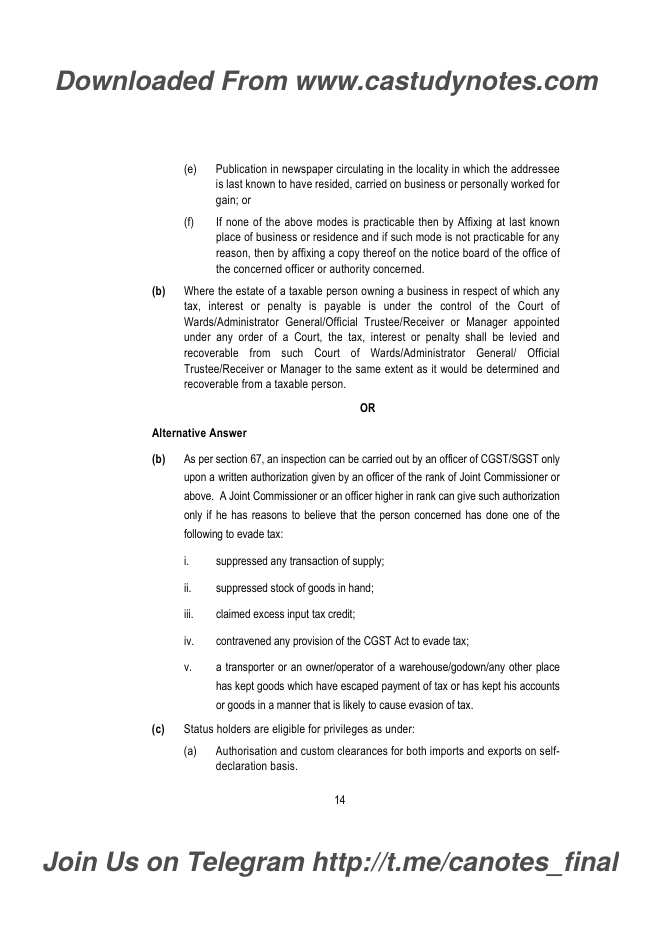 Downloaded From www.castudynotes.com
(e) Publication in newspaper circulating in the locality in which the addressee
is last known to have resided, carried on business or personally worked for
gain; or
(f) If none of the above modes is practicable then by Affixing at last known
place of business or residence and if such mode is not practicable for any
reason, then by affixing a copy thereof on the notice board of the office of
the concerned officer or authority concerned.
(b) Where the estate of a taxable person owning a business in respect of which any
tax, interest or penalty is payable is under the control of the Court of
Wards/Administrator General/Official Trustee/Receiver or Manager appointed
under any order of a Court, the tax, interest or penalty shall be levied and
recoverable from such Court of Wards/Administrator General/ Official
Trustee/Receiver or Manager to the same extent as it would be determined and
recoverable from a taxable person.
OR
Alternative Answer
(b) As per section 67, an inspection can be carried out by an officer of CGST/SGST only
upon a written authorization given by an officer of the rank of Joint Commissioner or
above. A Joint Commissioner or an officer higher in rank can give such authorization
only if he has reasons to believe that the person concerned has done one of the
following to evade tax:
i. suppressed any transaction of supply;
ii. suppressed stock of goods in hand;
iii. claimed excess input tax credit;
iv. contravened any provision of the CGST Act to evade tax;
v. a transporter or an owner/operator of a warehouse/godown/any other place
has kept goods which have escaped payment of tax or has kept his accounts
or goods in a manner that is likely to cause evasion of tax.
(c) Status holders are eligible for privileges as under:
(a) Authorisation and custom clearances for both imports and exports on self-
declaration basis.
14
Join Us on Telegram http://t.me/canotes_final